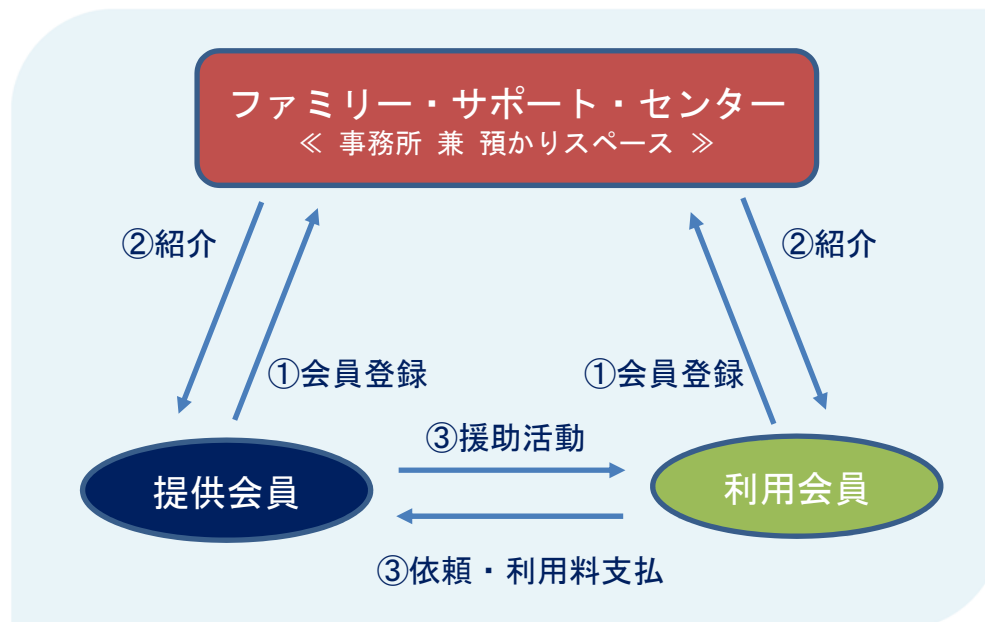 ファミリー・サポート・センター
≪ 事務所 兼 預かりスペース ≫
②紹介
②紹介
①会員登録
①会員登録
③援助活動
提供会員
利用会員
③依頼・利用料支払